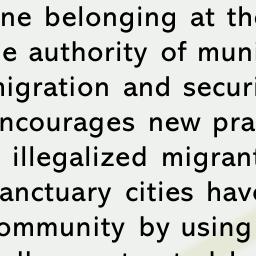 ne belonging at the
e authority of muni
migration and securi
ncourages new pra
illegalized migrant
anctuary cities have
ommunity by using